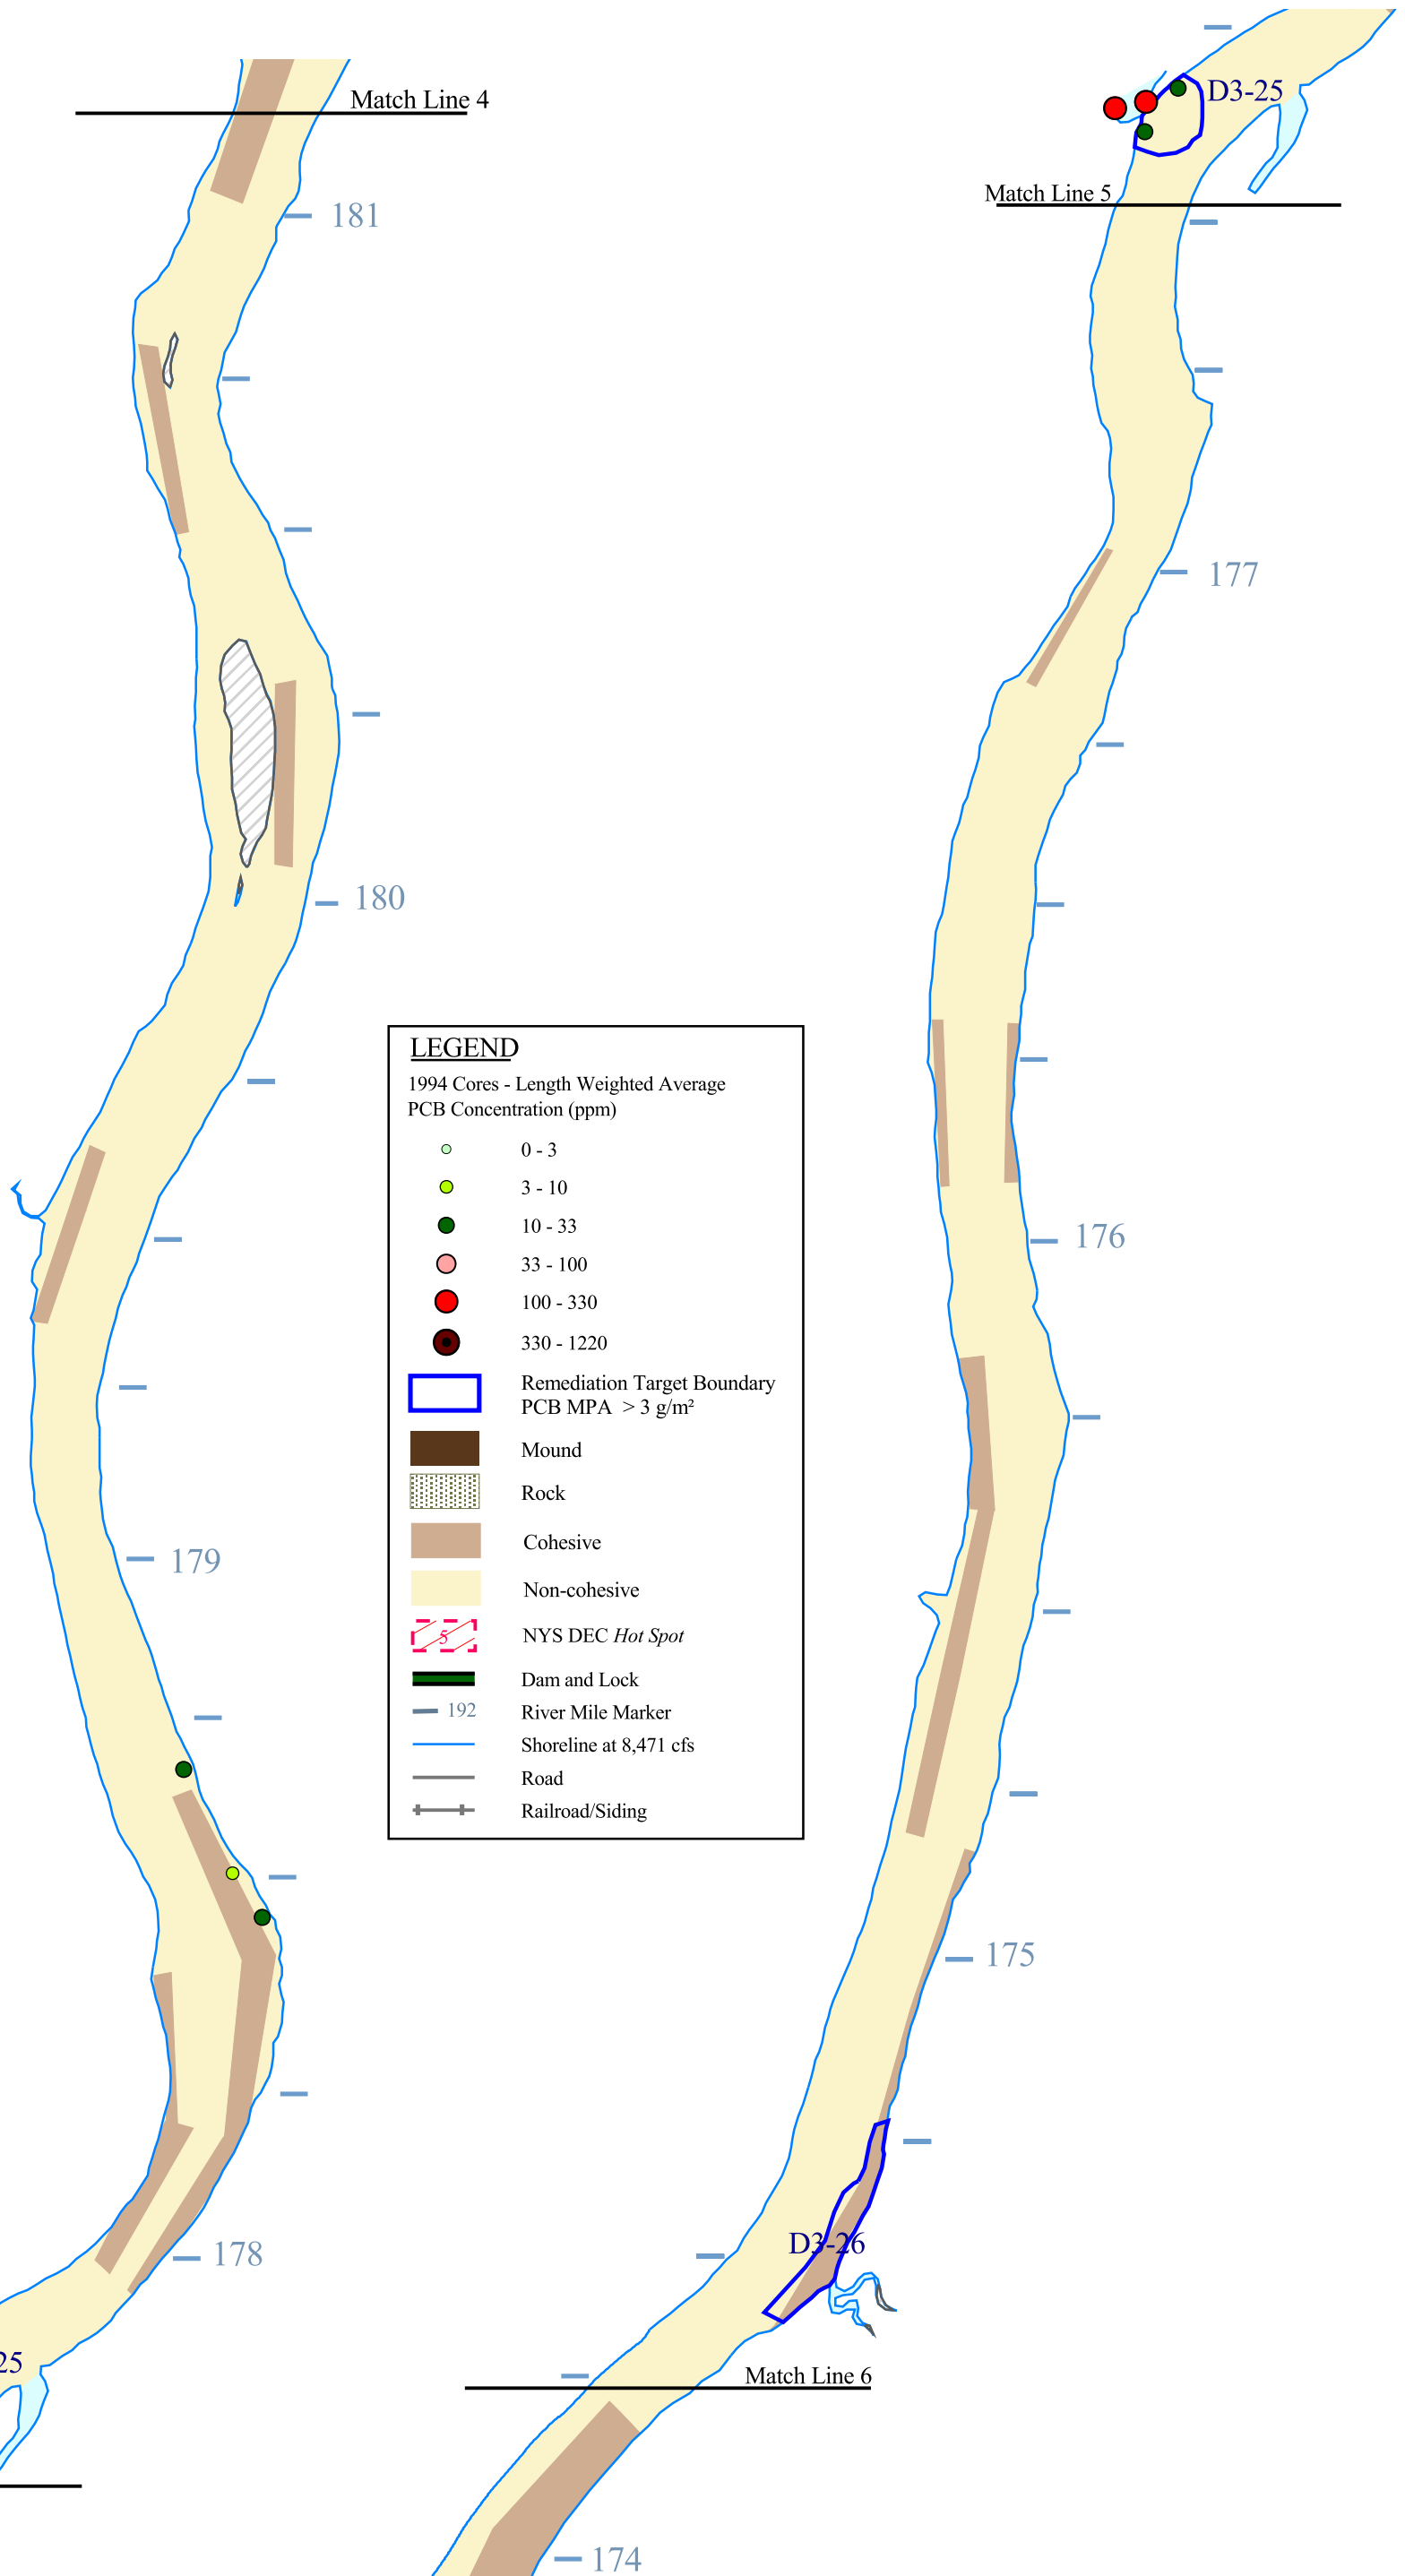 Match Line 4
181
180
179
178
25
D3-25
Match Line 5
177
176
175
D3-26
Match Line 6
174
LEGEND
1994 Cores - Length Weighted Average
PCB Concentration (ppm)
0 - 3
3 - 10
10 - 33
33 - 100
100 - 330
330 - 1220
Remediation Target Boundary
PCB MPA > 3 g/m²
Mound
Rock
Cohesive
Non-cohesive
5 NYS DEC Hot Spot
Dam and Lock
192 River Mile Marker
Shoreline at 8,471 cfs
Road
Railroad/Siding